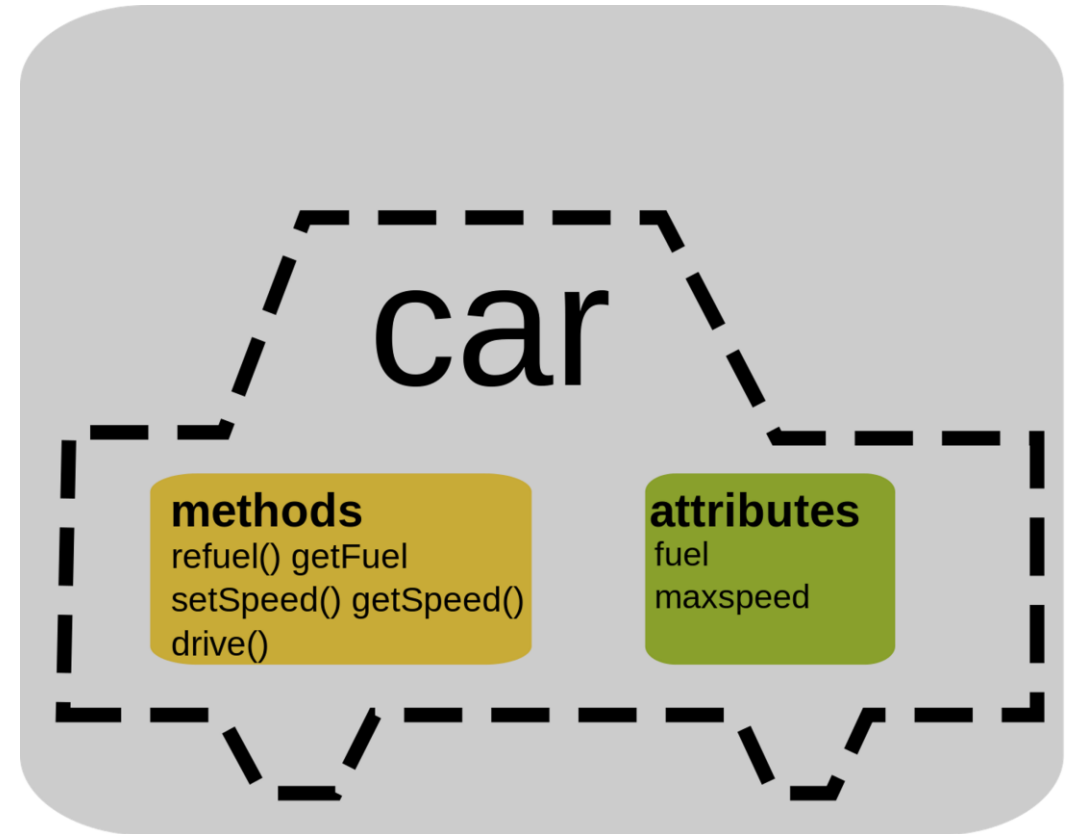 car
methods
refuel() getFuel
setSpeed() getSpeed()
drive()
attributes
fuel
maxspeed